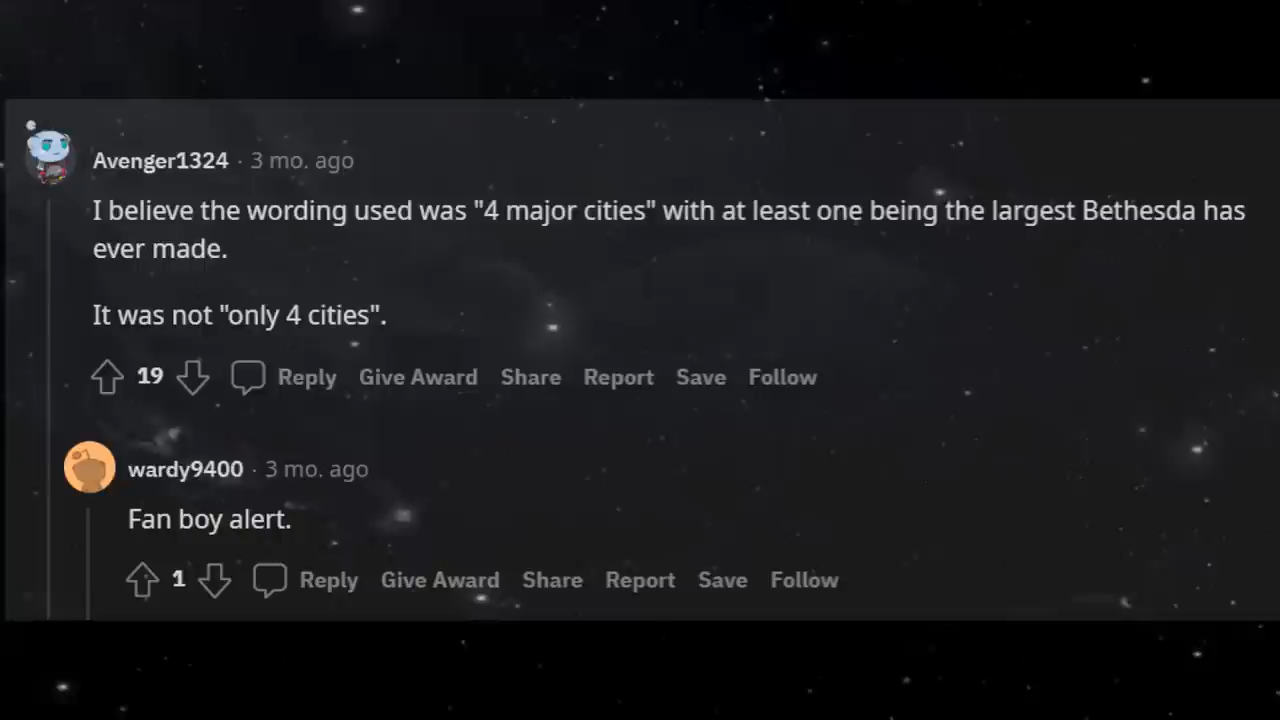 Avenger1324 · 3 mo. ago
I believe the wording used was "4 major cities" with at least one being the largest Bethesda has
ever made.
It was not "only 4 cities".
19 Reply Give Award Share Report Save Follow
wardy9400 · 3 mo. ago
Fan boy alert.
1 Reply Give Award Share Report Save Follow